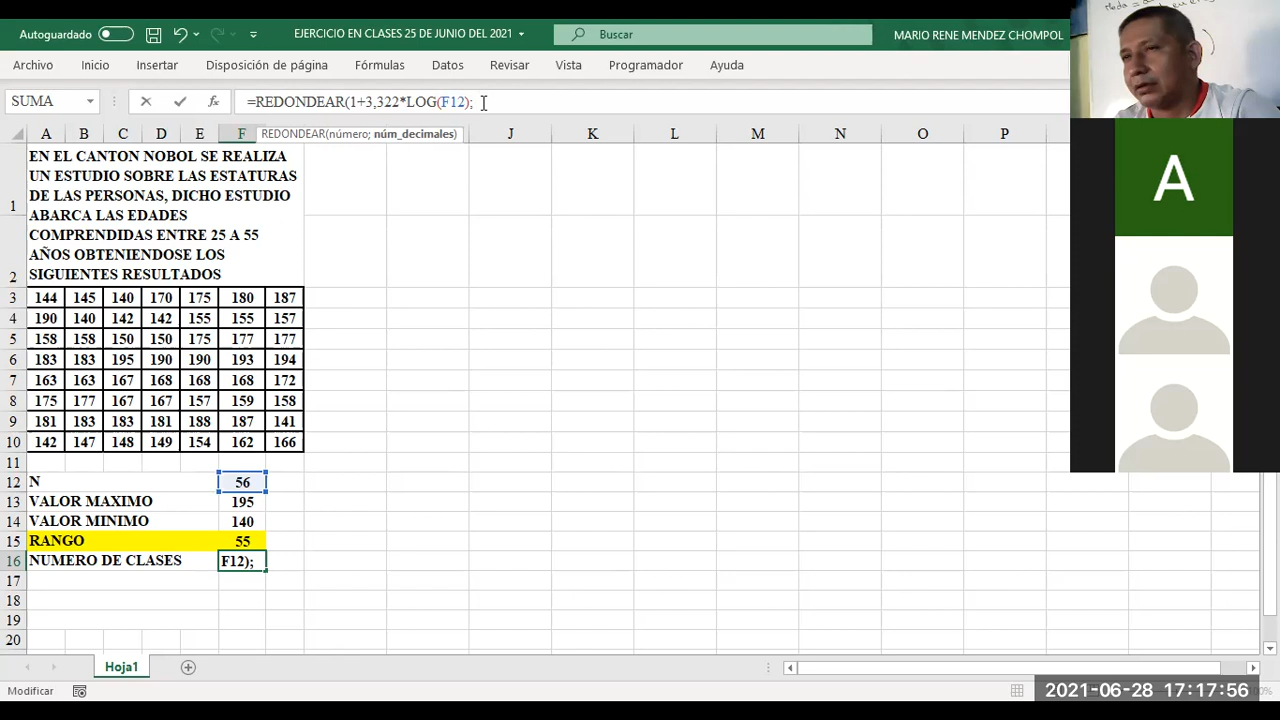 Autoguardado
EJERCICIO EN CLASES 25 DE JUNIO DEL 2021
Buscar
MARIO RENE MENDEZ CHOMPOL
Archivo Inicio Insertar Disposición de página Fórmulas Datos Revisar Vista Programador Ayuda
SUMA fx =REDONDEAR(1+3,322*LOG(F12);
REDONDEAR(número; núm_decimales)
A B C D E F J K L M N O P
1 EN EL CANTON NOBOL SE REALIZA
UN ESTUDIO SOBRE LAS ESTATURAS
DE LAS PERSONAS, DICHO ESTUDIO
ABARCA LAS EDADES
COMPRENDIDAS ENTRE 25 A 55
AÑOS OBTENIENDOSE LOS
2 SIGUIENTES RESULTADOS
3 144 145 140 170 175 180 187
4 190 140 142 142 155 155 157
5 158 158 150 150 175 177 177
6 183 183 195 190 190 193 194
7 163 163 167 168 168 168 172
8 175 177 167 167 157 159 158
9 181 183 183 181 188 187 141
10 142 147 148 149 154 162 166
11
12 N 56
13 VALOR MAXIMO 195
14 VALOR MINIMO 140
15 RANGO 55
16 NUMERO DE CLASES F12);
17
18
19
20
Hoja1
Modificar
2021-06-28 17:17:56
A